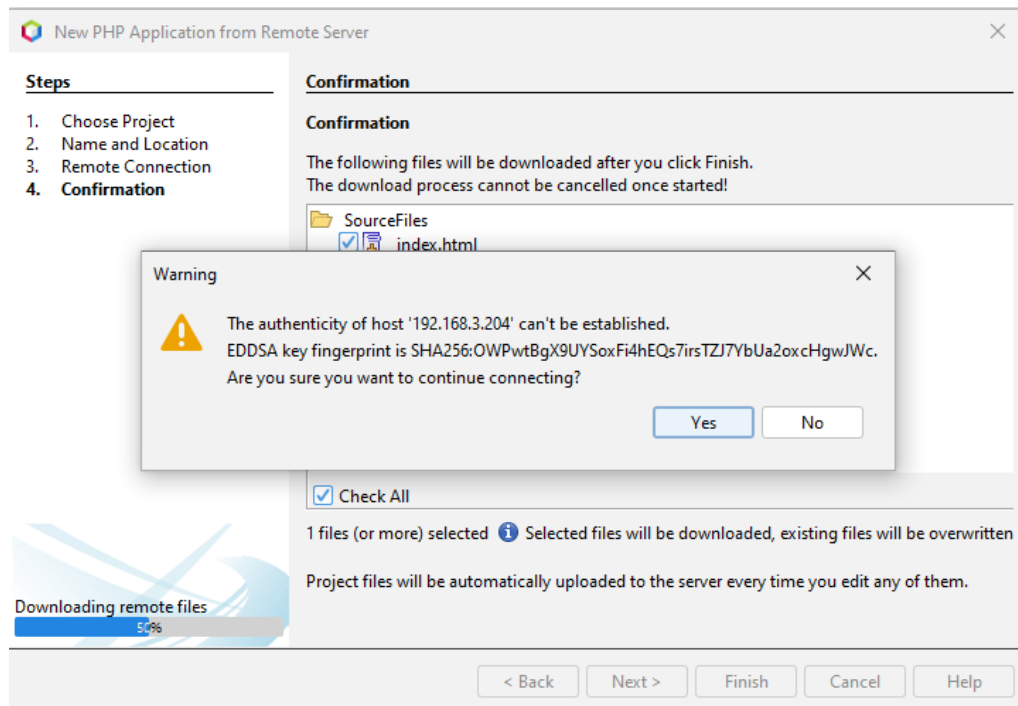 New PHP Application from Remote Server
Steps
1. Choose Project
2. Name and Location
3. Remote Connection
4. Confirmation
Confirmation
Confirmation
The following files will be downloaded after you click Finish.
The download process cannot be cancelled once started!
SourceFiles
index.html
Warning
The authenticity of host '192.168.3.204' can't be established.
EDDSA key fingerprint is SHA256:OWPwtBgX9UYSoxFi4hEQs7irsTZJ7YbUa2oxcHgwJWc.
Are you sure you want to continue connecting?
Yes No
Check All
1 files (or more) selected Selected files will be downloaded, existing files will be overwritten
Project files will be automatically uploaded to the server every time you edit any of them.
Downloading remote files
50%
< Back Next > Finish Cancel Help